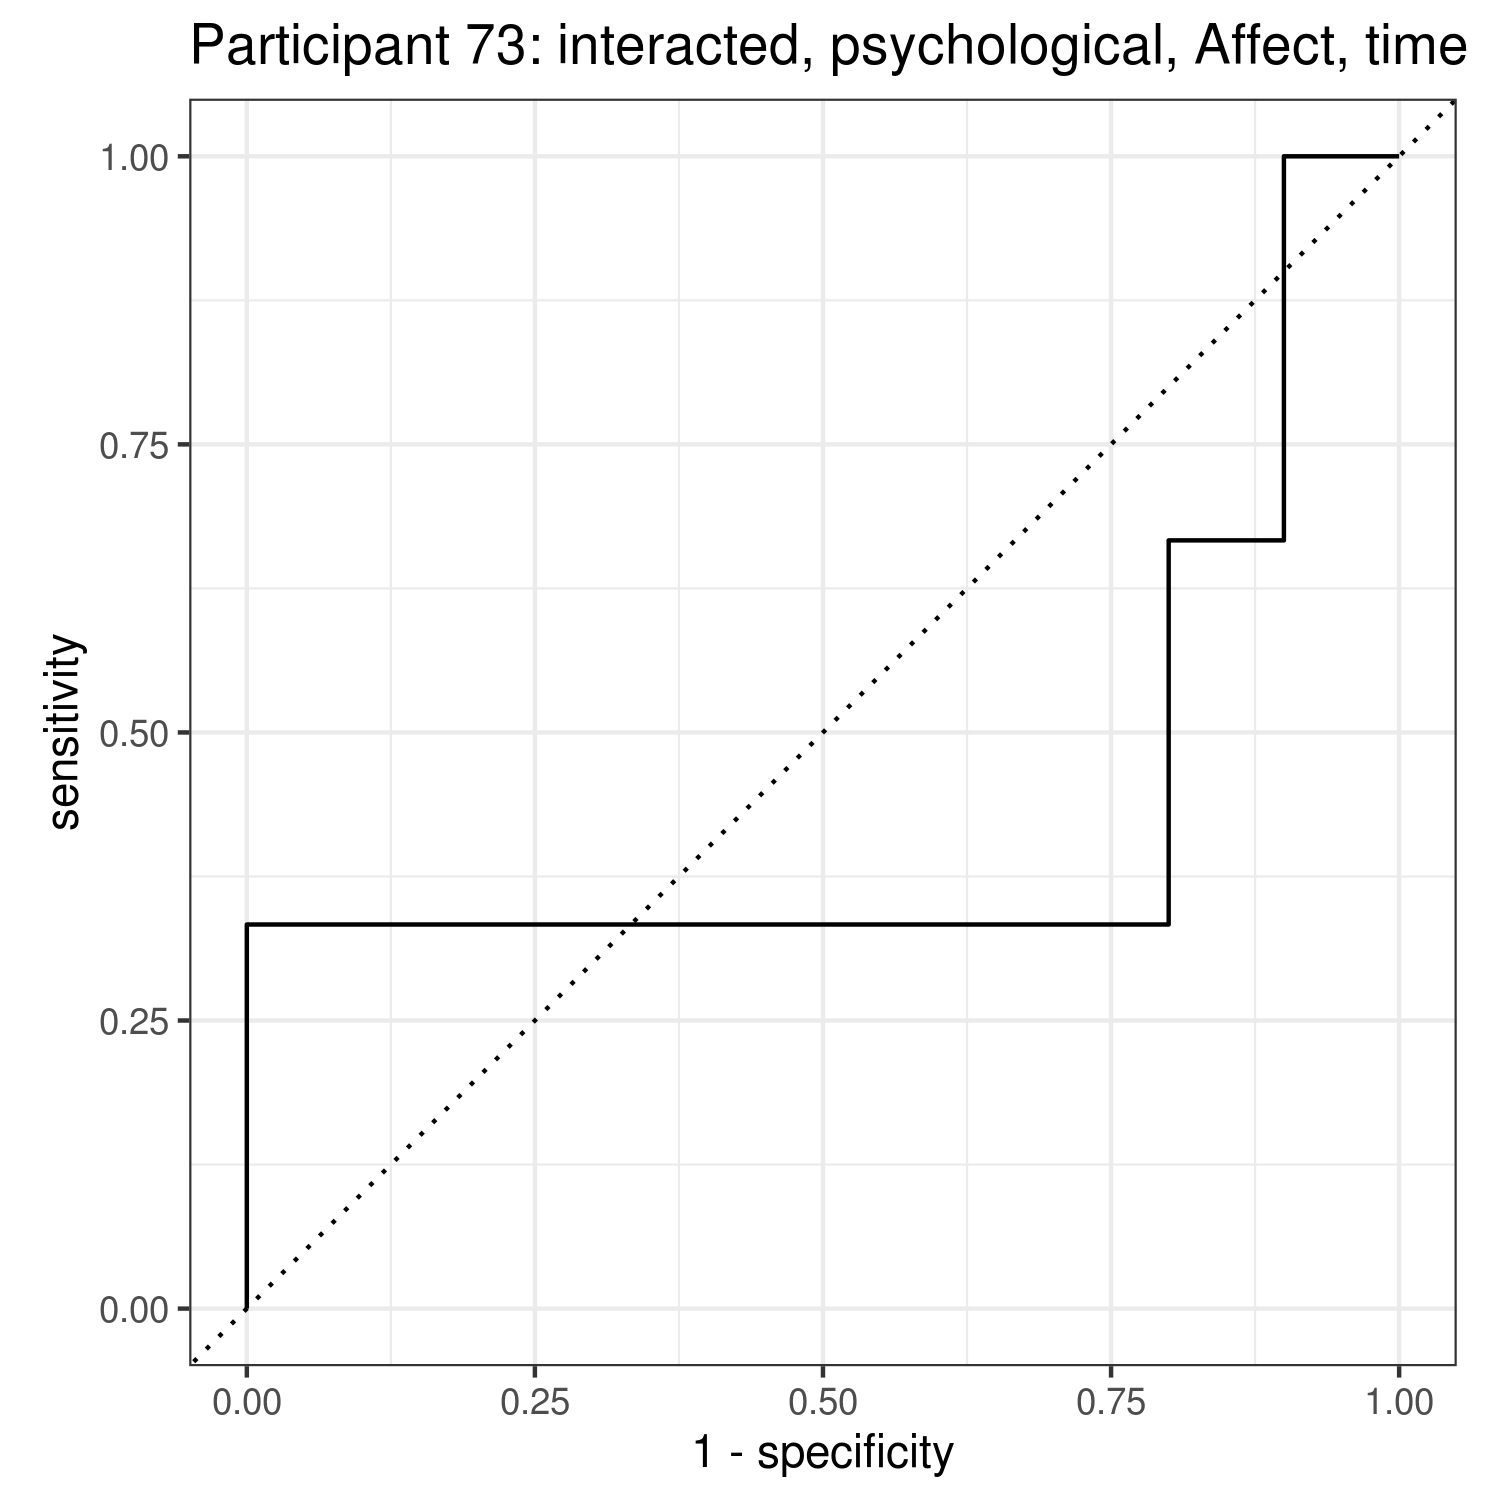 Participant 73: interacted, psychological, Affect, time
1.00
0.75
0.50
0.25
0.00
sensitivity
0.00 0.25 0.50 0.75 1.00
1 - specificity